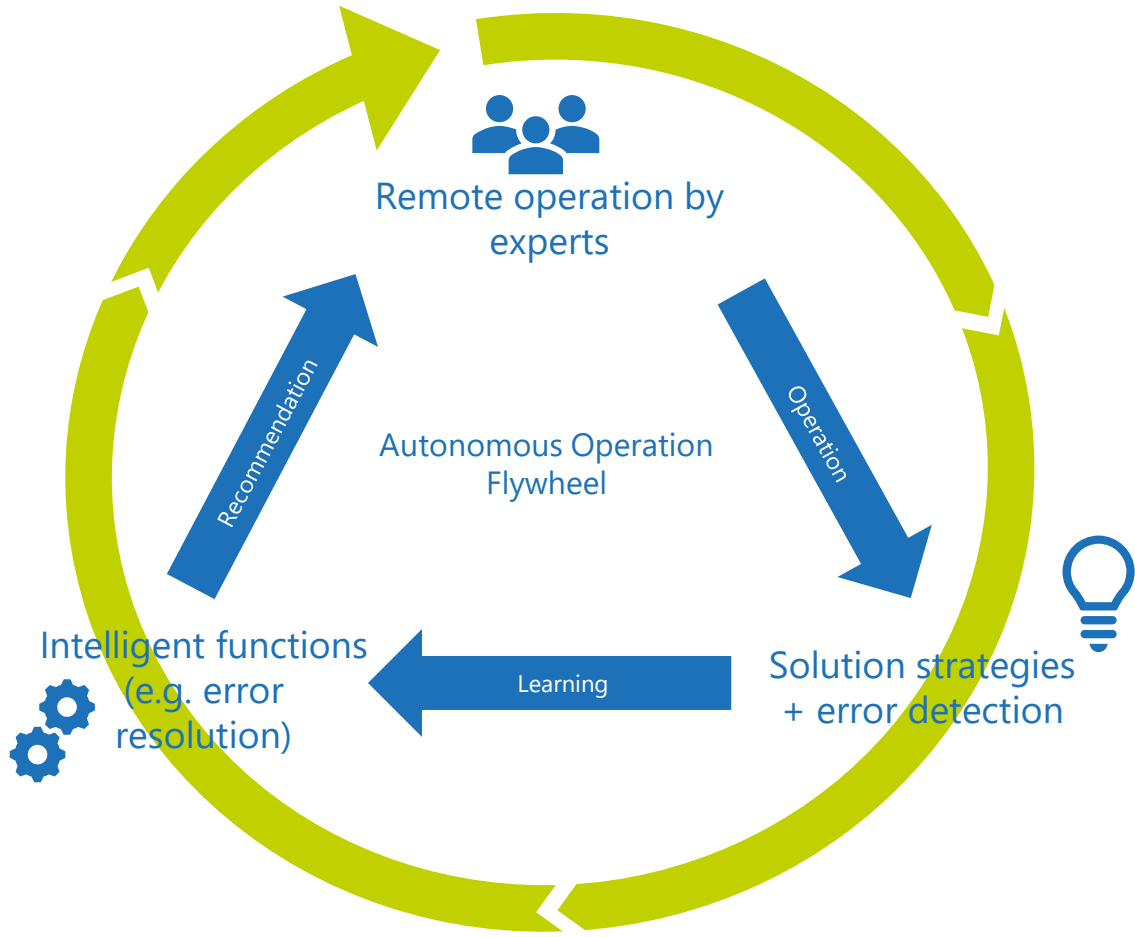 Remote operation by
experts
Recommendation
Operation
Autonomous Operation
Flywheel
Intelligent functions
(e.g. error
resolution)
Learning
Solution strategies
+ error detection